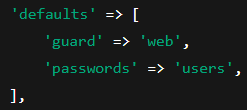 'defaults' => [
    'guard' => 'web',
    'passwords' => 'users',
],